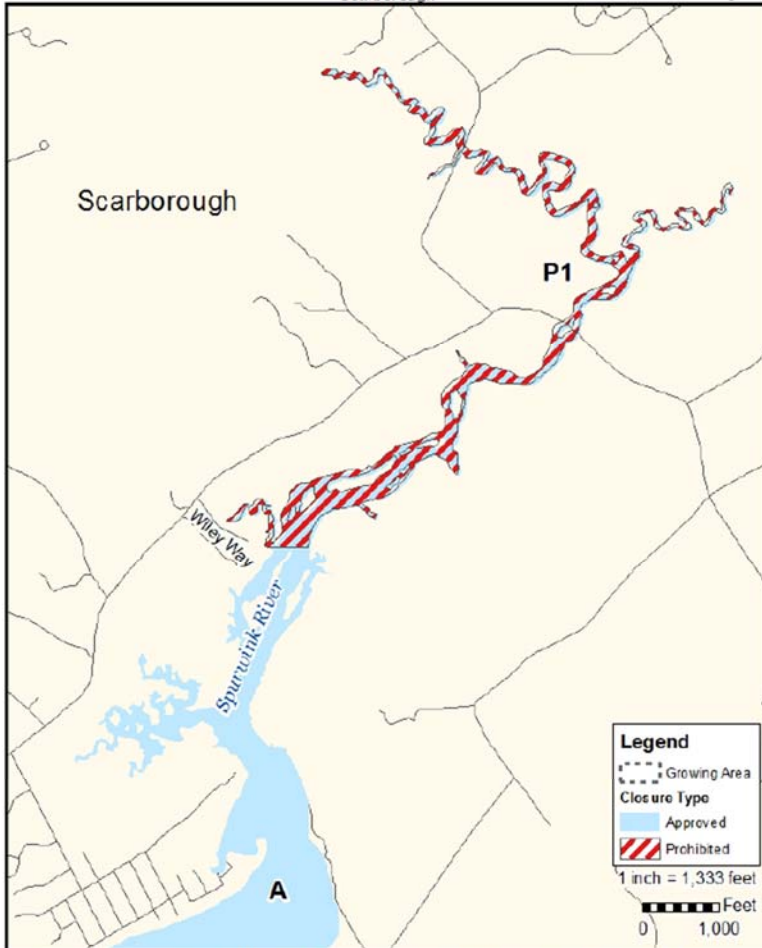 Scarborough
P1
Wiley Way
Spurwink River
A
Legend
Growing Area
Closure Type
Approved
Prohibited
1 inch = 1,333 feet
Feet
0 1,000